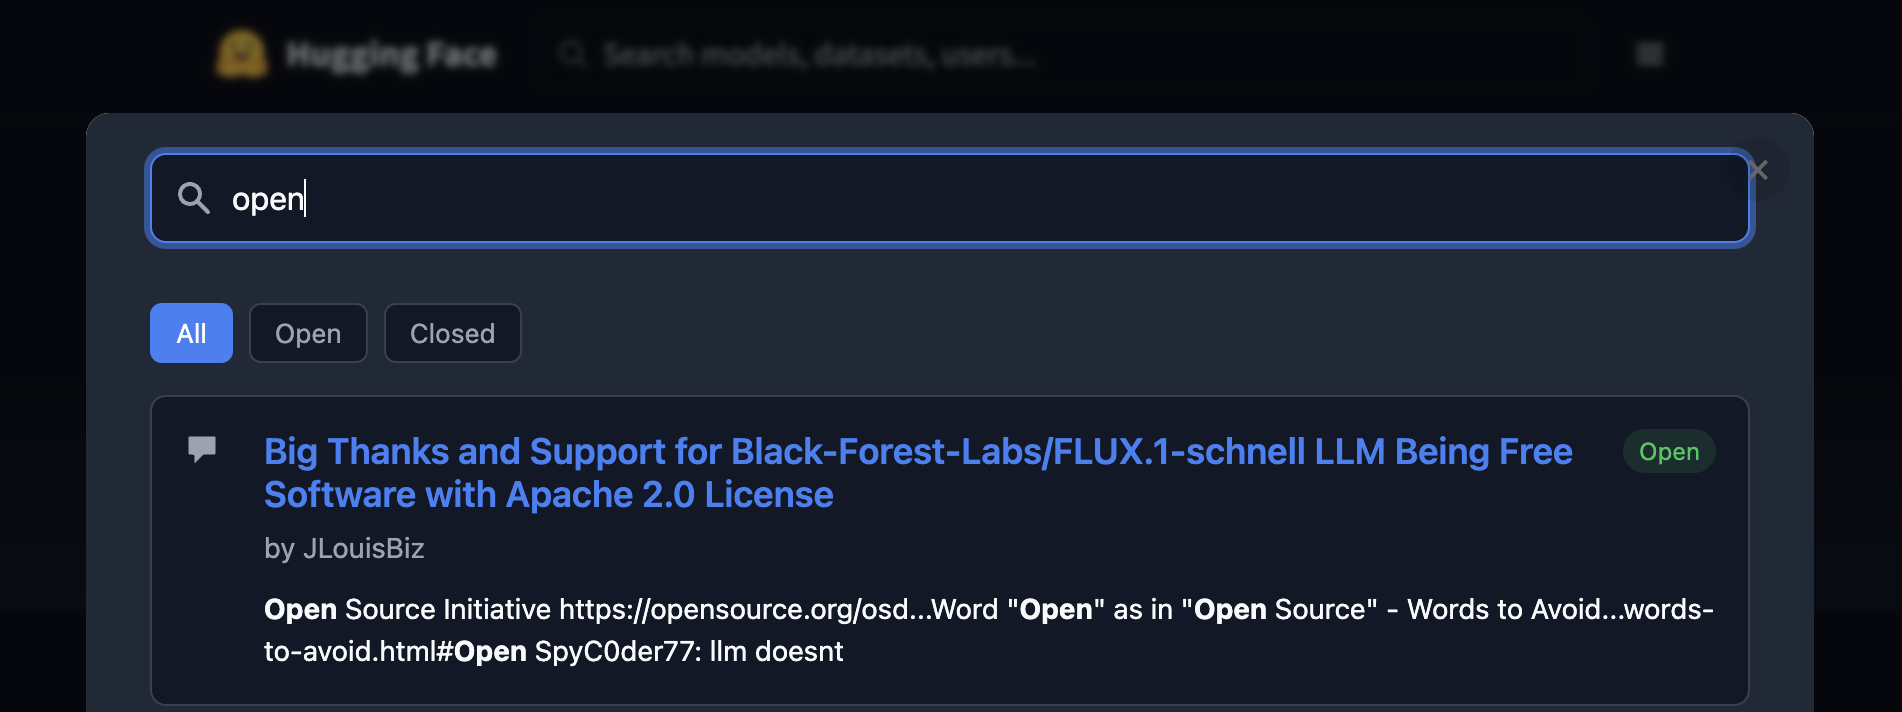 Hugging Face
Search models, datasets, users...
open
All
Open
Closed
Big Thanks and Support for Black-Forest-Labs/FLUX.1-schnell LLM Being Free
Software with Apache 2.0 License
Open
by JLouisBiz
Open Source Initiative https://opensource.org/osd...Word "Open" as in "Open Source" - Words to Avoid...words-
to-avoid.html#Open SpyC0der77: llm doesnt